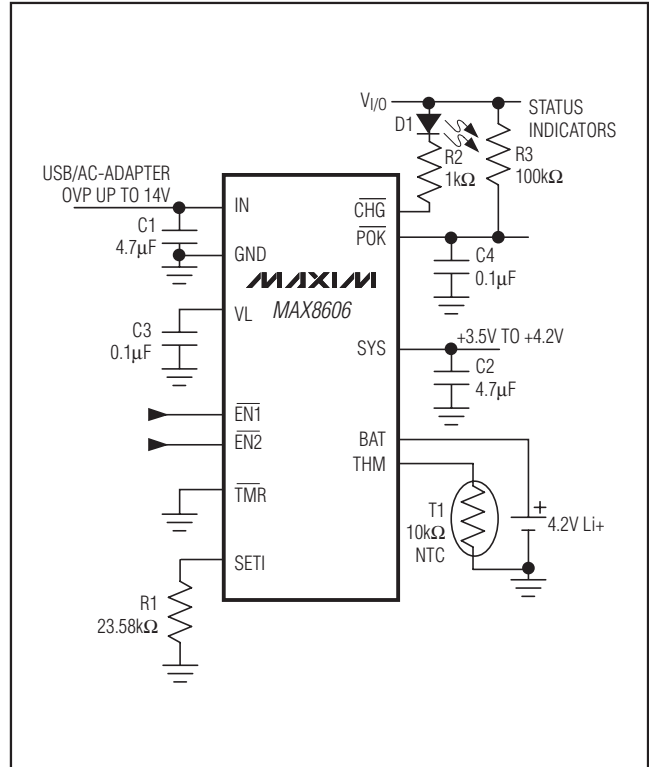 V_I/O
STATUS
INDICATORS
D1
R2
1kΩ
R3
100kΩ
USB/AC-ADAPTER
OVP UP TO 14V
IN
C1
4.7µF
GND
CHG
POK
C4
0.1µF
MAXIM
MAX8606
VL
C3
0.1µF
SYS
+3.5V TO +4.2V
C2
4.7µF
EN1
EN2
BAT
THM
TMR
T1
10kΩ
NTC
+
4.2V Li+
SETI
R1
23.58kΩ